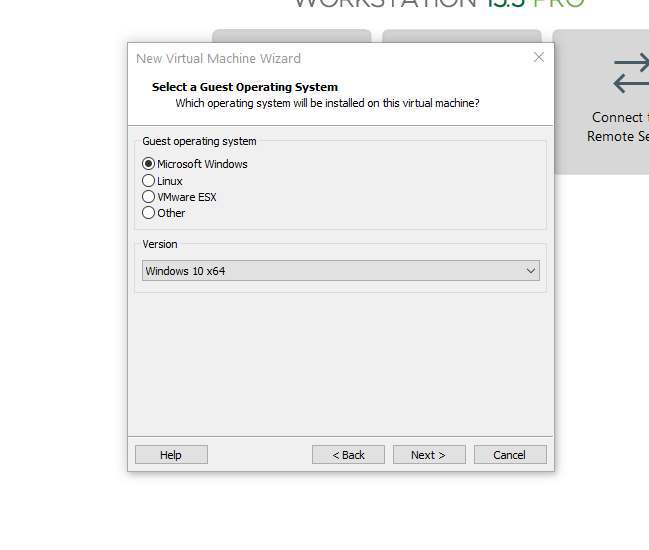 WORKSTATION 15.5 PRO
New Virtual Machine Wizard
Select a Guest Operating System
Which operating system will be installed on this virtual machine?
Connect
Remote
Guest operating system
Microsoft Windows
Linux
VMware ESX
Other
Version
Windows 10 x64
Help
< Back
Next >
Cancel